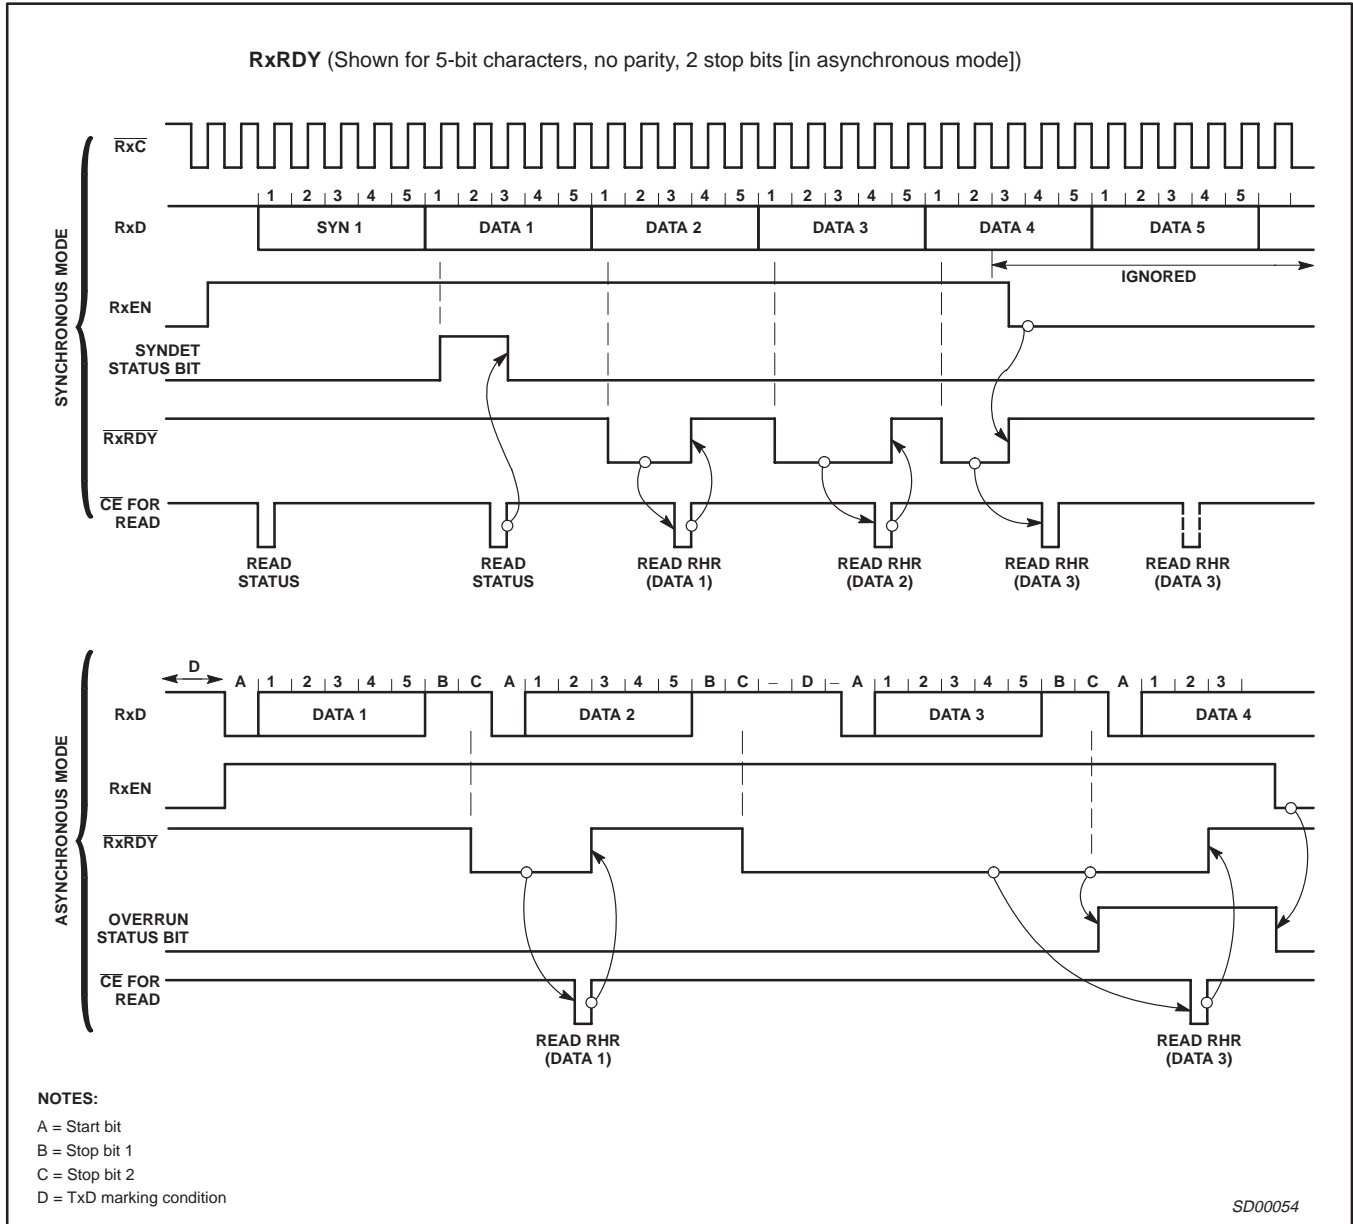 RxRDY (Shown for 5-bit characters, no parity, 2 stop bits [in asynchronous mode])
SYNCHRONOUS MODE
RxC
1 2 3 4 5 1 2 3 4 5 1 2 3 4 5 1 2 3 4 5 1 2 3 4 5 1 2 3 4 5
RxD
SYN 1 DATA 1 DATA 2 DATA 3 DATA 4 DATA 5
IGNORED
RxEN
SYNDET
STATUS BIT
RxRDY
CE FOR
READ
READ
STATUS
READ
STATUS
READ RHR
(DATA 1)
READ RHR
(DATA 2)
READ RHR
(DATA 3)
READ RHR
(DATA 3)
ASYNCHRONOUS MODE
D
A 1 2 3 4 5 B C A 1 2 3 4 5 B C – D – A 1 2 3 4 5 B C A 1 2 3
RxD
DATA 1 DATA 2 DATA 3 DATA 4
RxEN
RxRDY
OVERRUN
STATUS BIT
CE FOR
READ
READ RHR
(DATA 1)
READ RHR
(DATA 3)
NOTES:
A = Start bit
B = Stop bit 1
C = Stop bit 2
D = TxD marking condition
SD00054